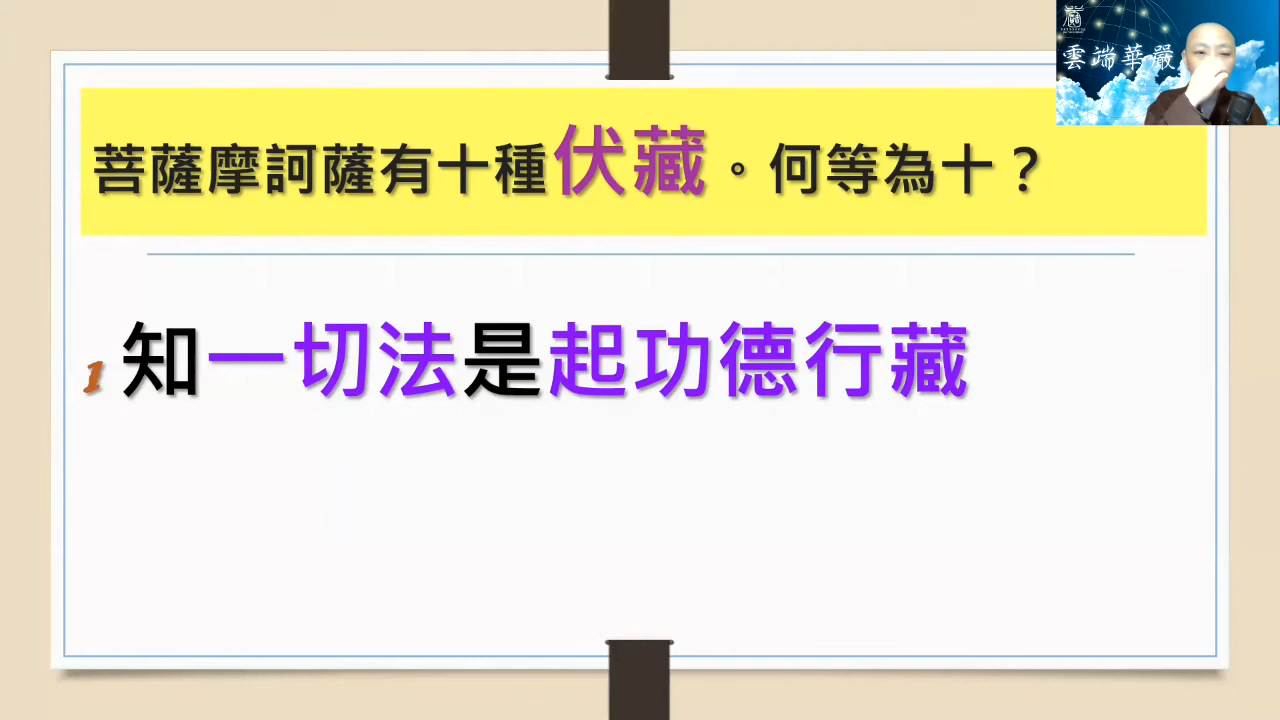 菩薩摩訶薩有十種伏藏。何等為十？
1 知一切法是起功德行藏
雲端華嚴